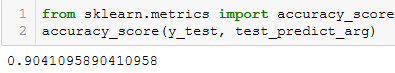 1 from sklearn.metrics import accuracy_score
2 accuracy_score(y_test, test_predict_arg)
0.9041095890410958